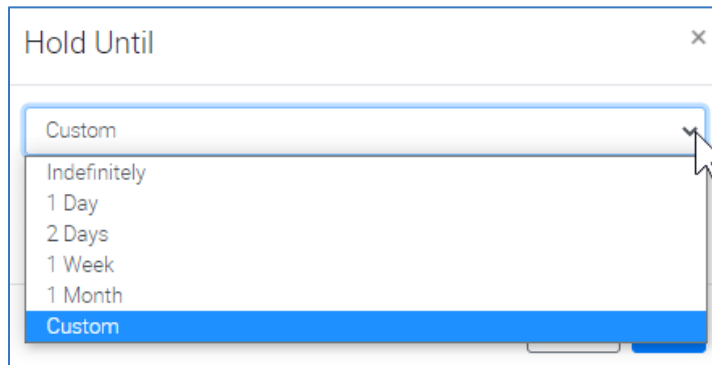 Hold Until
×
Custom
Indefinitely
1 Day
2 Days
1 Week
1 Month
Custom